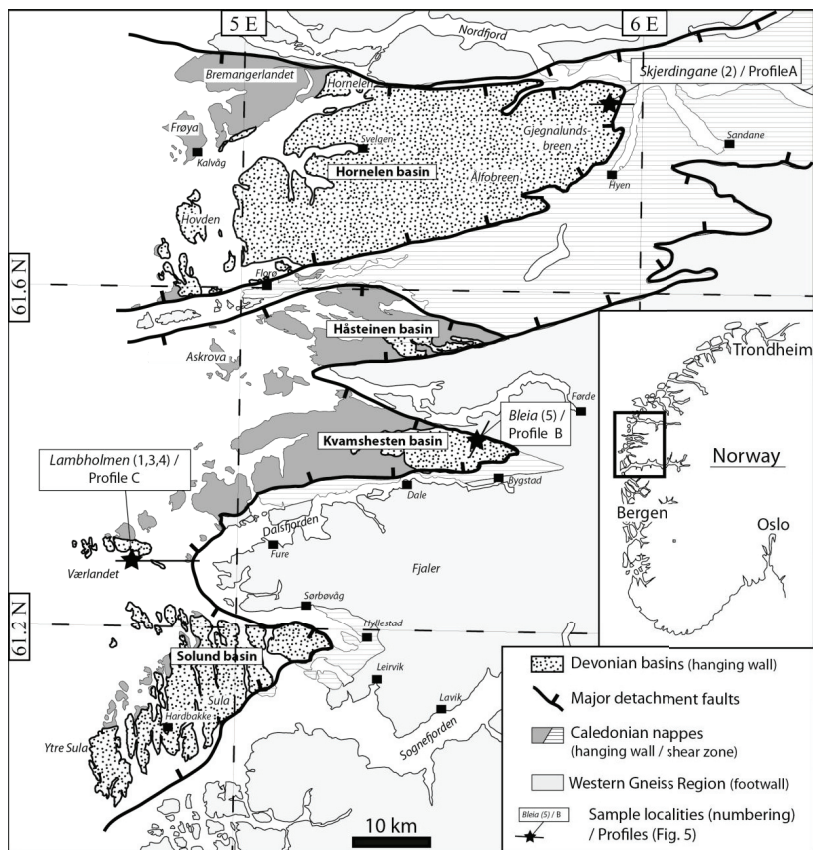 5 E
6 E
Nordfjord
Skjerdingane (2) / Profile A
Bremangerlandet
Hornelen
Frøya
Kalvåg
Svelgen
Gjegnalunds-
breen
Sandane
Hornelen basin
Ålfobreen
Hyen
Hovden
Florø
61.6 N
Håsteinen basin
Askrova
Trondheim
Førde
Bleia (5) /
Profile B
Kvamshesten basin
Norway
Lambholmen (1,3,4) /
Profile C
Bygstad
Dale
Bergen
Oslo
Dalsfjorden
Fure
Værlandet
Fjaler
Sørbøvåg
61.2 N
Hyllestad
Solund basin
Leirvik
Sula
Lavik
Hardbakke
Ytre Sula
Sognefjorden
10 km
Devonian basins (hanging wall)
Major detachment faults
Caledonian nappes
(hanging wall / shear zone)
Western Gneiss Region (footwall)
Bleia (5) / B
Sample localities (numbering)
/ Profiles (Fig. 5)